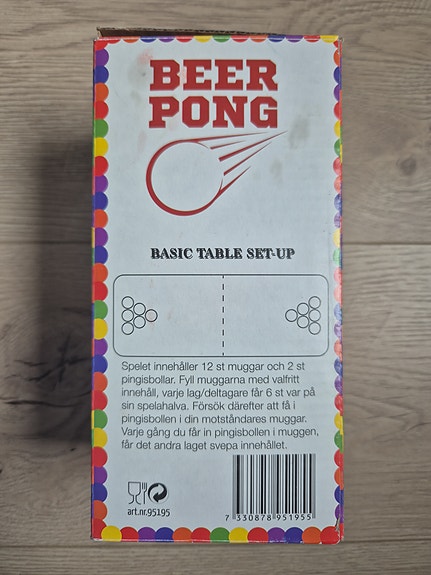 BEER
PONG
BASIC TABLE SET-UP
Spelet innehåller 12 st muggar och 2 st
pingisbollar. Fyll muggarna med valfritt
innehåll, varje lag/deltagare får 6 st var på
sin spelahalva. Försök därefter att få i
pingisbollen i din motståndares muggar.
Varje gång du får in pingisbollen i muggen,
får det andra laget svepa innehållet.
art.nr.95195
7 330878 951955